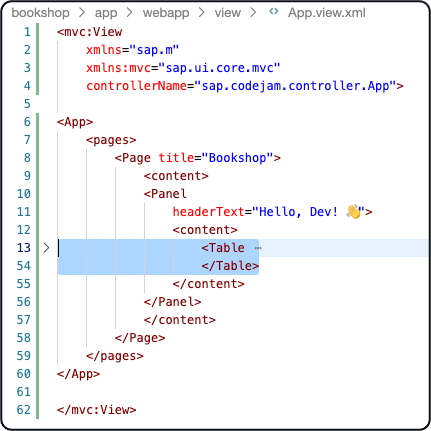 bookshop > app > webapp > view > App.view.xml
1 <mvc:View
2 xmlns="sap.m"
3 xmlns:mvc="sap.ui.core.mvc"
4 controllerName="sap.codejam.controller.App">
5
6 <App>
7 <pages>
8 <Page title="Bookshop">
9 <content>
10 <Panel
11 headerText="Hello, Dev! 👋">
12 <content>
13 <Table ⋯
54 </Table>
55 </content>
56 </Panel>
57 </content>
58 </Page>
59 </pages>
60 </App>
61
62 </mvc:View>